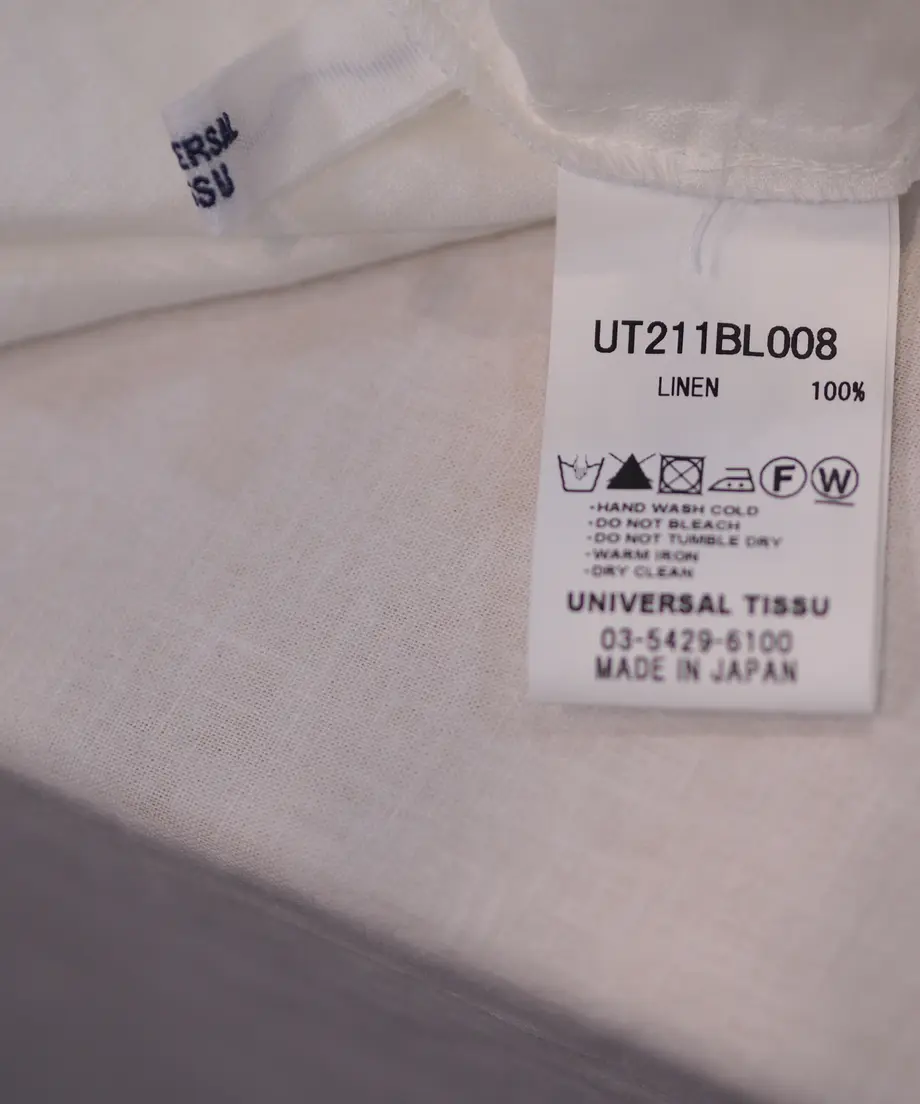 ERSA
SU
UT211BL008
LINEN 100%
F W
-HAND WASH COLD
-DO NOT BLEACH
-DO NOT TUMBLE DRY
-WARM IRON
-DRY CLEAN
UNIVERSAL TISSU
03-5429-6100
MADE IN JAPAN